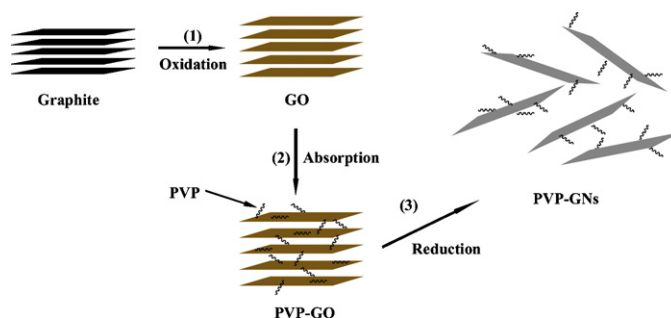 (1)
Oxidation
Graphite
GO
(2) Absorption
PVP
(3)
Reduction
PVP-GO
PVP-GNs